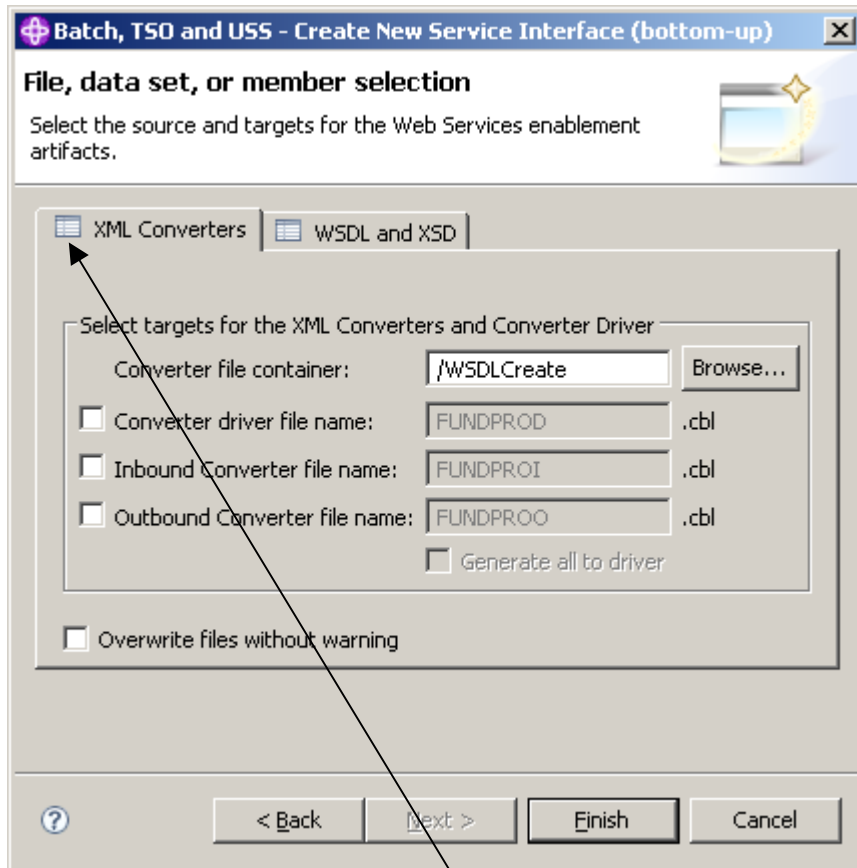 Batch, TSO and USS - Create New Service Interface (bottom-up)
File, data set, or member selection
Select the source and targets for the Web Services enablement
artifacts.
XML Converters
WSDL and XSD
Select targets for the XML Converters and Converter Driver
Converter file container: /WSDLCreate Browse...
Converter driver file name: FUNDPROD .cbl
Inbound Converter file name: FUNDPROI .cbl
Outbound Converter file name: FUNDPROO .cbl
Generate all to driver
Overwrite files without warning
? < Back Next > Finish Cancel